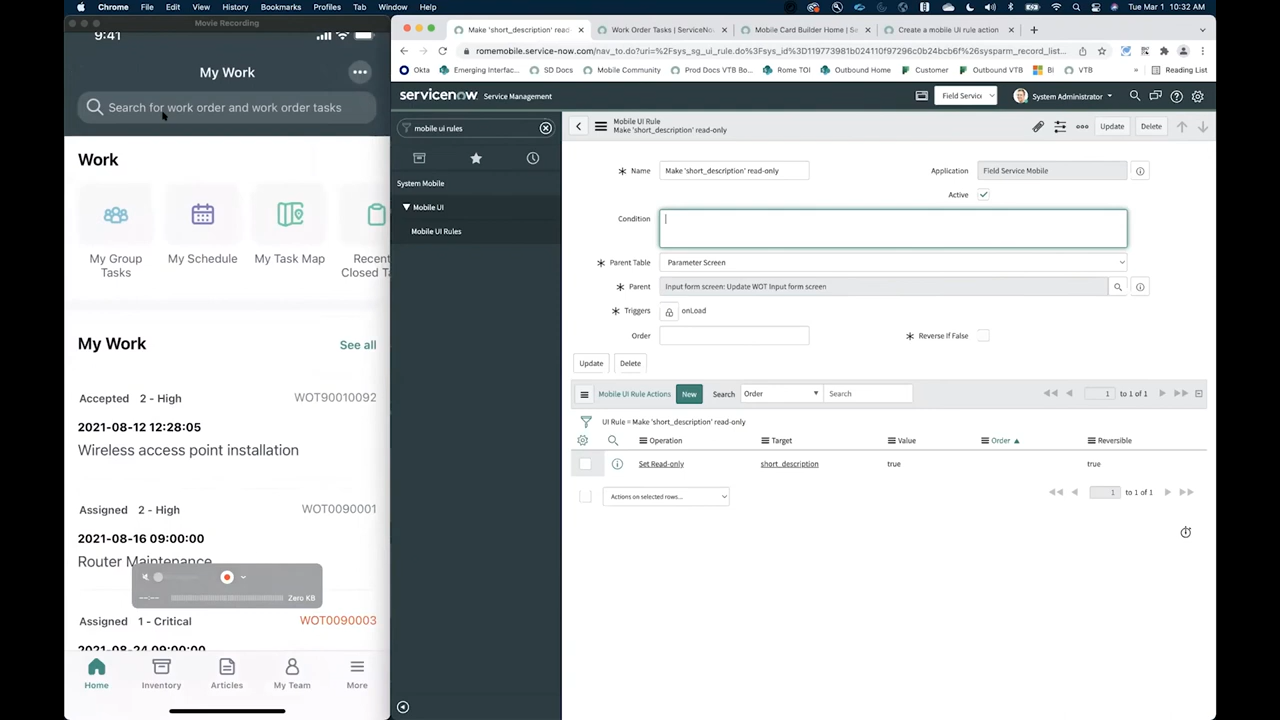 Chrome File Edit View History Bookmarks Profiles Tab Window Help
Tue Mar 1 10:32 AM
Movie Recording
9:41
My Work
Search for work order and work order tasks
Work
My Group Tasks
My Schedule
My Task Map
Recent
Closed T
My Work
See all
Accepted 2 - High WOT90010092
2021-08-12 12:28:05
Wireless access point installation
Assigned 2 - High WOT0090001
2021-08-16 09:00:00
Router Maintenance
--:-- Zero KB
Assigned 1 - Critical WOT0090003
2021-08-24 09:00:00
Home Inventory Articles My Team More
Make 'short_description' read-o Work Order Tasks | ServiceNo Mobile Card Builder Home | Se Create a mobile UI rule action
romemobile.service-now.com/nav_to.do?uri=%2Fsys_sg_ui_rule.do%3Fsys_id%3D119773981b024110f97296c0b24bcb6f%26sysparm_record_list...
Okta Emerging Interfac... SD Docs Mobile Community Prod Docs VTB Bo... Rome TOI Outbound Home Customer Outbound VTB BI VTB » Reading List
servicenow Service Management
Field Servic
System Administrator
mobile ui rules
System Mobile
Mobile UI
Mobile UI Rules
Mobile UI Rule
Make 'short_description' read-only
Update Delete
Name Make 'short_description' read-only
Application Field Service Mobile
Active
Condition
Parent Table Parameter Screen
Parent Input form screen: Update WOT Input form screen
Triggers onLoad
Order
Reverse If False
Update Delete
Mobile UI Rule Actions New Search Order Search 1 to 1 of 1
UI Rule = Make 'short_description' read-only
Operation Target Value Order Reversible
Set Read-only short_description true true
Actions on selected rows... 1 to 1 of 1